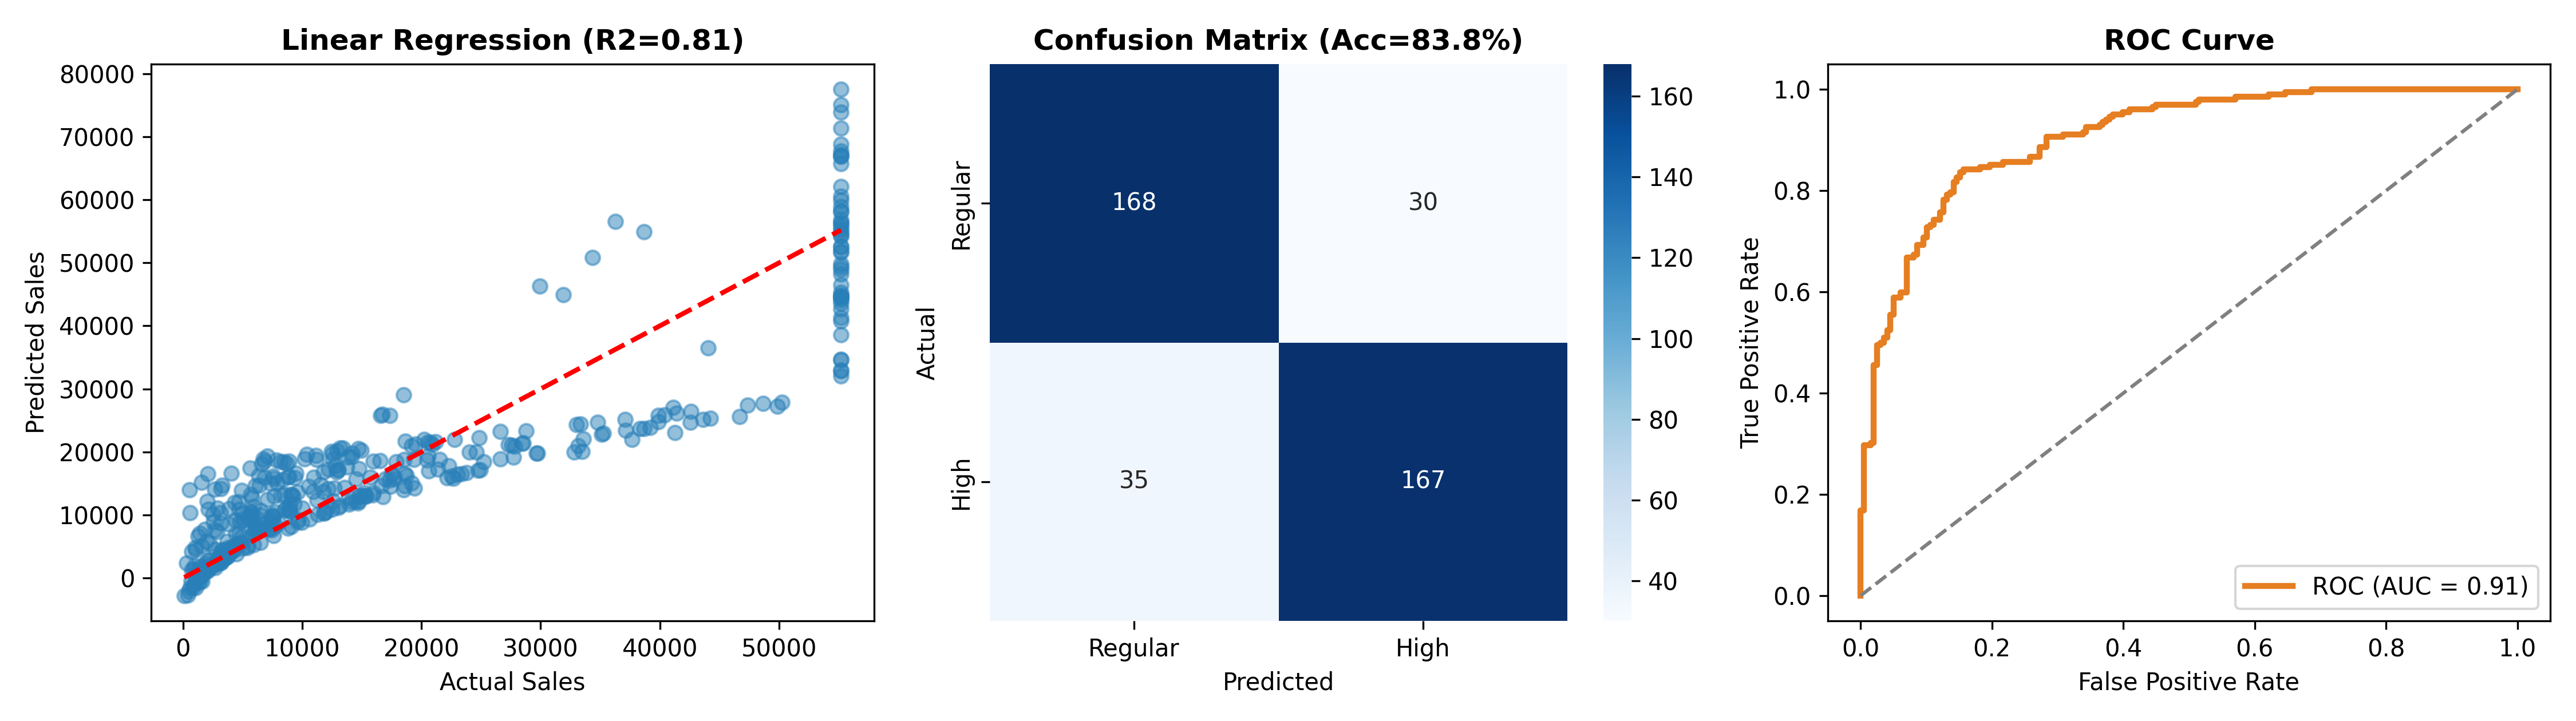 Linear Regression (R2=0.81)
80000
70000
60000
50000
40000
30000
20000
10000
0
Predicted Sales
0 10000 20000 30000 40000 50000
Actual Sales
Confusion Matrix (Acc=83.8%)
Actual
Regular
High
168 30
35 167
Regular High
Predicted
160
140
120
100
80
60
40
ROC Curve
True Positive Rate
1.0
0.8
0.6
0.4
0.2
0.0
ROC (AUC = 0.91)
0.0 0.2 0.4 0.6 0.8 1.0
False Positive Rate